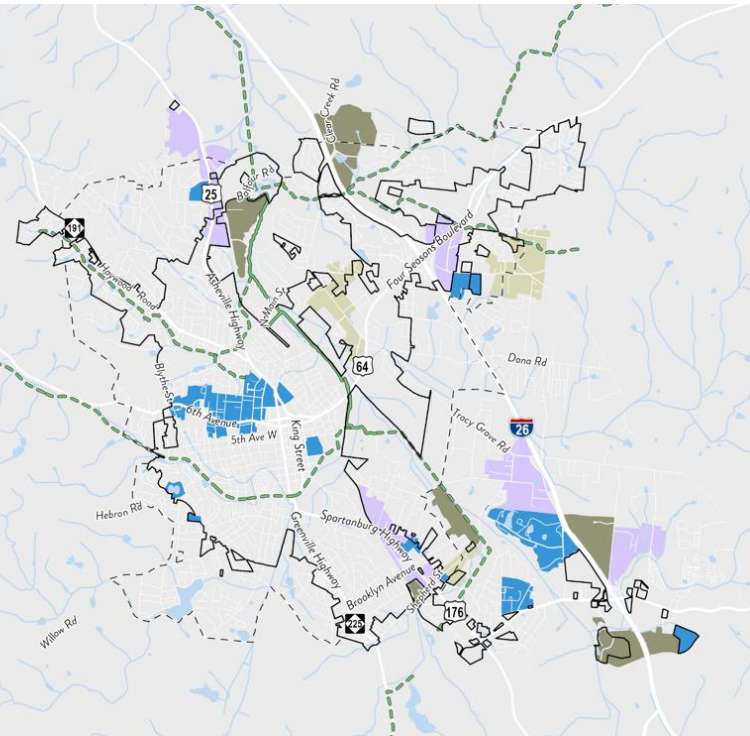 Clear Creek Rd
25
Balfour Rd
191
Haywood Road
Asheville Highway
Four Seasons Boulevard
N Main St
64
Dana Rd
Blythe St
6th Avenue
5th Ave W
King Street
Tracy Grove Rd
26
Hebron Rd
Greenville Highway
Spartanburg Highway
Brooklyn Avenue
Shepherd St
176
225
Willow Rd